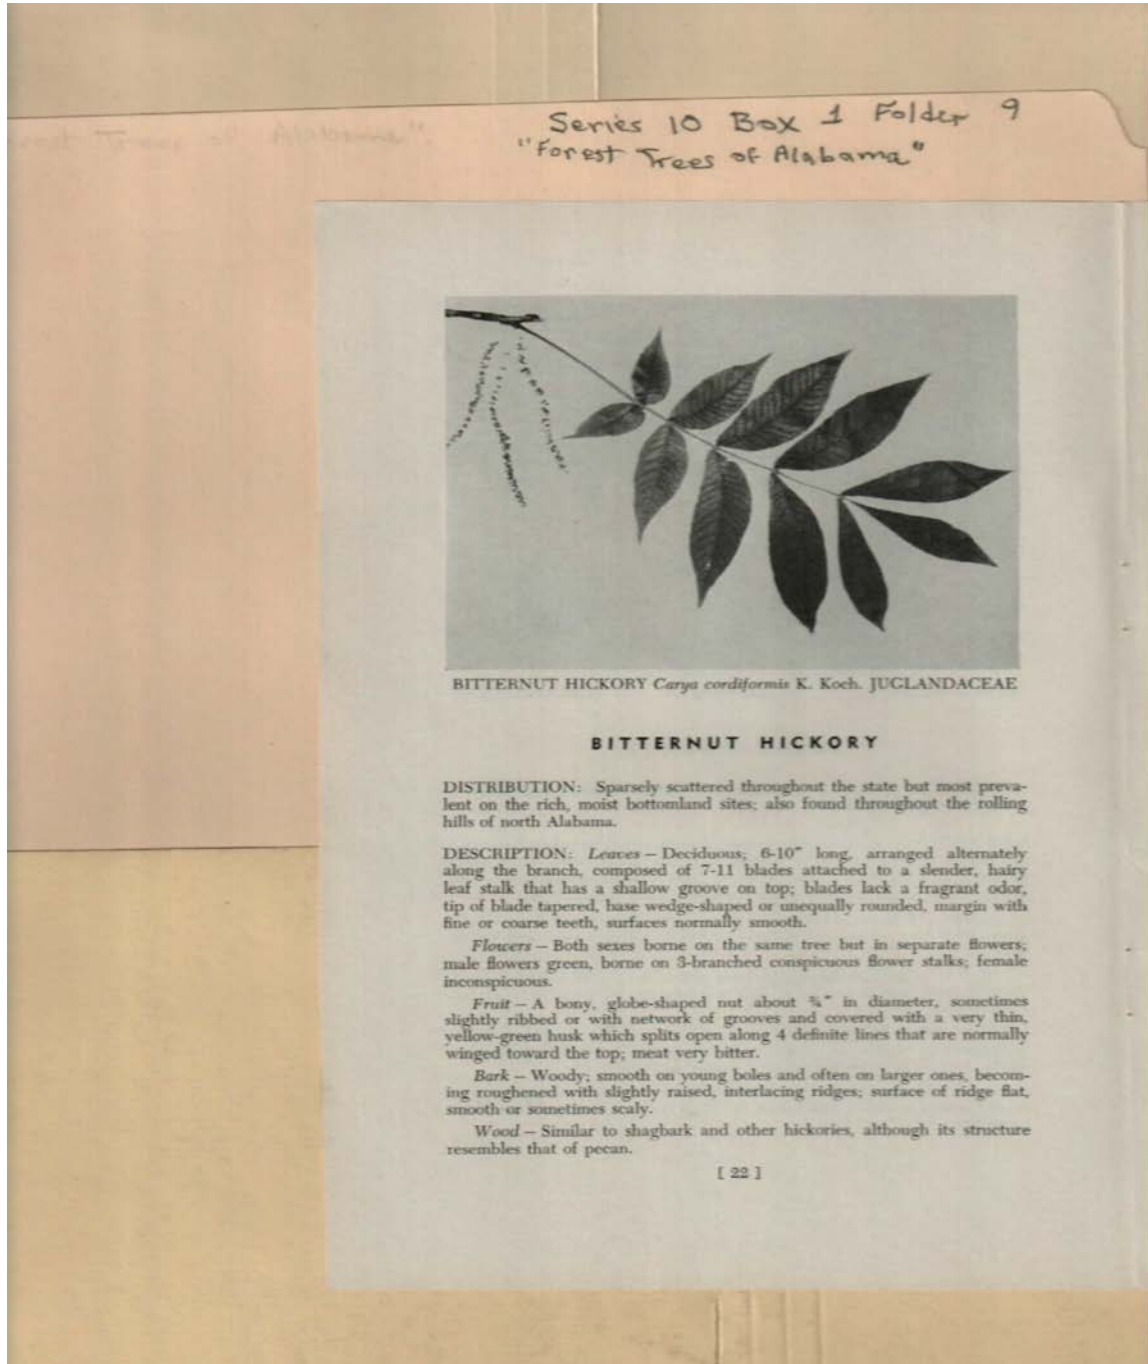 Series 10 Box 1 Folder 9
"Forest Trees of Alabama"
BITTERNUT HICKORY Carya cordiformis K. Koch. JUGLANDACEAE
BITTERNUT HICKORY
DISTRIBUTION: Sparsely scattered throughout the state but most preva-
lent on the rich, moist bottomland sites; also found throughout the rolling
hills of north Alabama.
DESCRIPTION: Leaves — Deciduous; 6-10" long, arranged alternately
along the branch, composed of 7-11 blades attached to a slender, hairy
leaf stalk that has a shallow groove on top; blades lack a fragrant odor,
tip of blade tapered, base wedge-shaped or unequally rounded, margin with
fine or coarse teeth, surfaces normally smooth.
Flowers — Both sexes borne on the same tree but in separate flowers;
male flowers green, borne on 3-branched conspicuous flower stalks; female
inconspicuous.
Fruit — A bony, globe-shaped nut about ¾" in diameter, sometimes
slightly ribbed or with network of grooves and covered with a very thin,
yellow-green husk which splits open along 4 definite lines that are normally
winged toward the top; meat very bitter.
Bark — Woody; smooth on young boles and often on larger ones, becom-
ing roughened with slightly raised, interlacing ridges; surface of ridge flat,
smooth or sometimes scaly.
Wood — Similar to shagbark and other hickories, although its structure
resembles that of pecan.
[ 22 ]